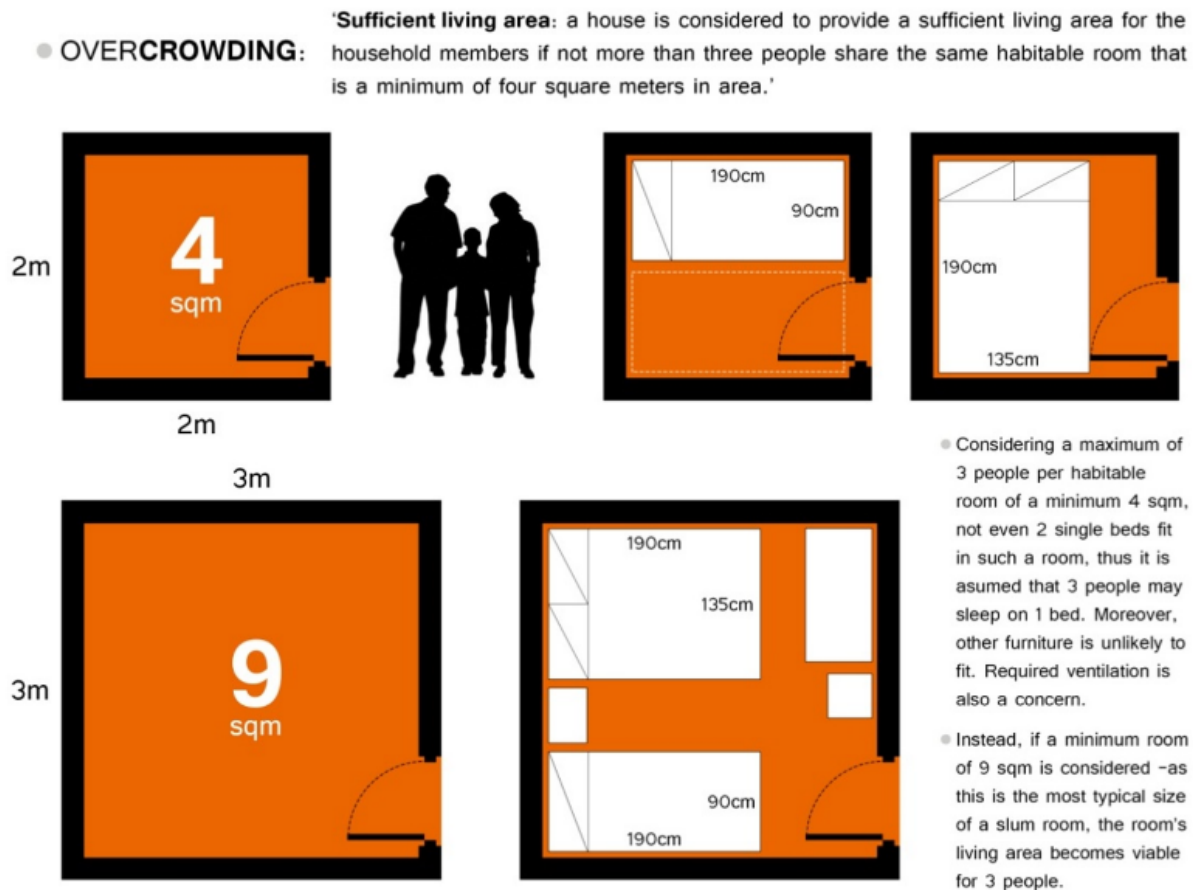 'Sufficient living area: a house is considered to provide a sufficient living area for the
OVERCROWDING: household members if not more than three people share the same habitable room that
is a minimum of four square meters in area.'
2m
4
sqm
2m
190cm
90cm
190cm
135cm
3m
3m
9
sqm
190cm
135cm
90cm
190cm
Considering a maximum of
3 people per habitable
room of a minimum 4 sqm,
not even 2 single beds fit
in such a room, thus it is
asumed that 3 people may
sleep on 1 bed. Moreover,
other furniture is unlikely to
fit. Required ventilation is
also a concern.
Instead, if a minimum room
of 9 sqm is considered -as
this is the most typical size
of a slum room, the room's
living area becomes viable
for 3 people.